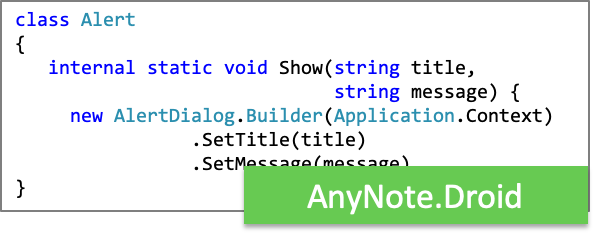 class Alert
{
internal static void Show(string title,
string message) {
new AlertDialog.Builder(Application.Context)
.SetTitle(title)
.SetMessage(message)
}
AnyNote.Droid